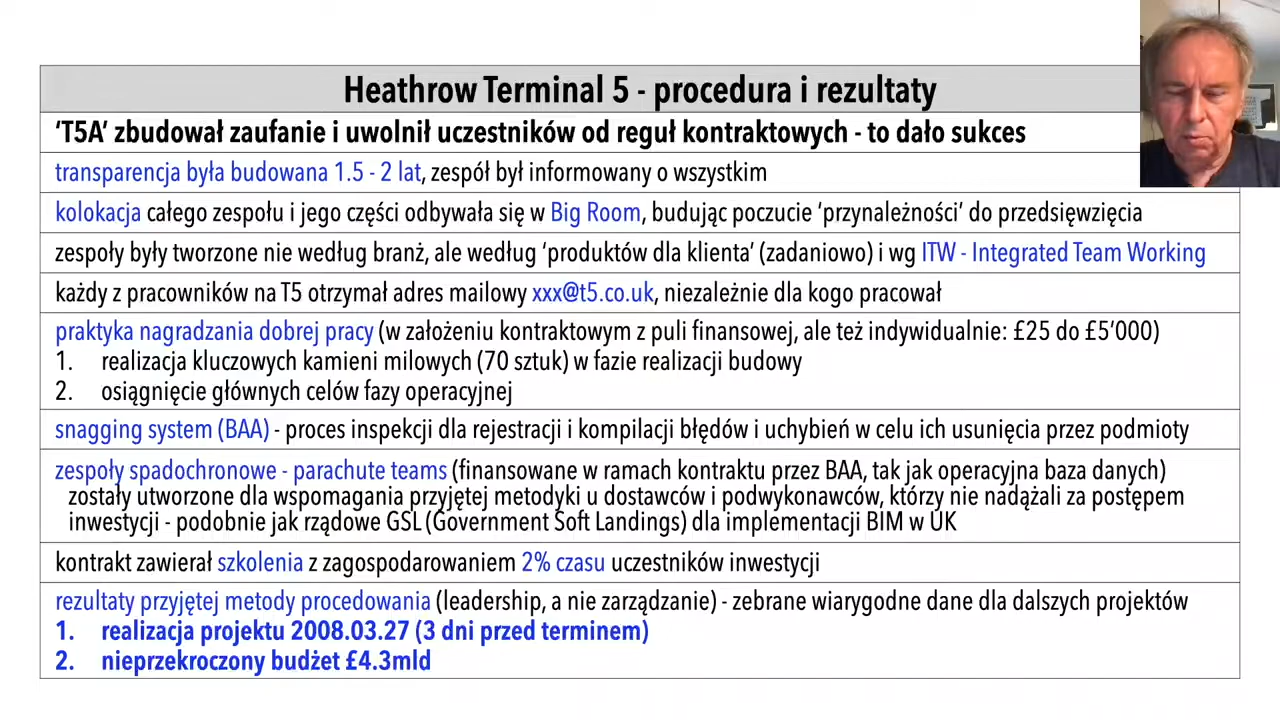 Heathrow Terminal 5 - procedura i rezultaty
‘T5A’ zbudował zaufanie i uwolnił uczestników od reguł kontraktowych - to dało sukces
transparencja była budowana 1.5 - 2 lat, zespół był informowany o wszystkim
kolokacja całego zespołu i jego części odbywała się w Big Room, budując poczucie ‘przynależności’ do przedsięwzięcia
zespoły były tworzone nie według branż, ale według ‘produktów dla klienta’ (zadaniowo) i wg ITW - Integrated Team Working
każdy z pracowników na T5 otrzymał adres mailowy xxx@t5.co.uk, niezależnie dla kogo pracował
praktyka nagradzania dobrej pracy (w założeniu kontraktowym z puli finansowej, ale też indywidualnie: £25 do £5’000)
1. realizacja kluczowych kamieni milowych (70 sztuk) w fazie realizacji budowy
2. osiągnięcie głównych celów fazy operacyjnej
snagging system (BAA) - proces inspekcji dla rejestracji i kompilacji błędów i uchybień w celu ich usunięcia przez podmioty
zespoły spadochronowe - parachute teams (finansowane w ramach kontraktu przez BAA, tak jak operacyjna baza danych)
zostały utworzone dla wspomagania przyjętej metodyki u dostawców i podwykonawców, którzy nie nadążali za postępem
inwestycji - podobnie jak rządowe GSL (Government Soft Landings) dla implementacji BIM w UK
kontrakt zawierał szkolenia z zagospodarowaniem 2% czasu uczestników inwestycji
rezultaty przyjętej metody procedowania (leadership, a nie zarządzanie) - zebrane wiarygodne dane dla dalszych projektów
1. realizacja projektu 2008.03.27 (3 dni przed terminem)
2. nieprzekroczony budżet £4.3mld